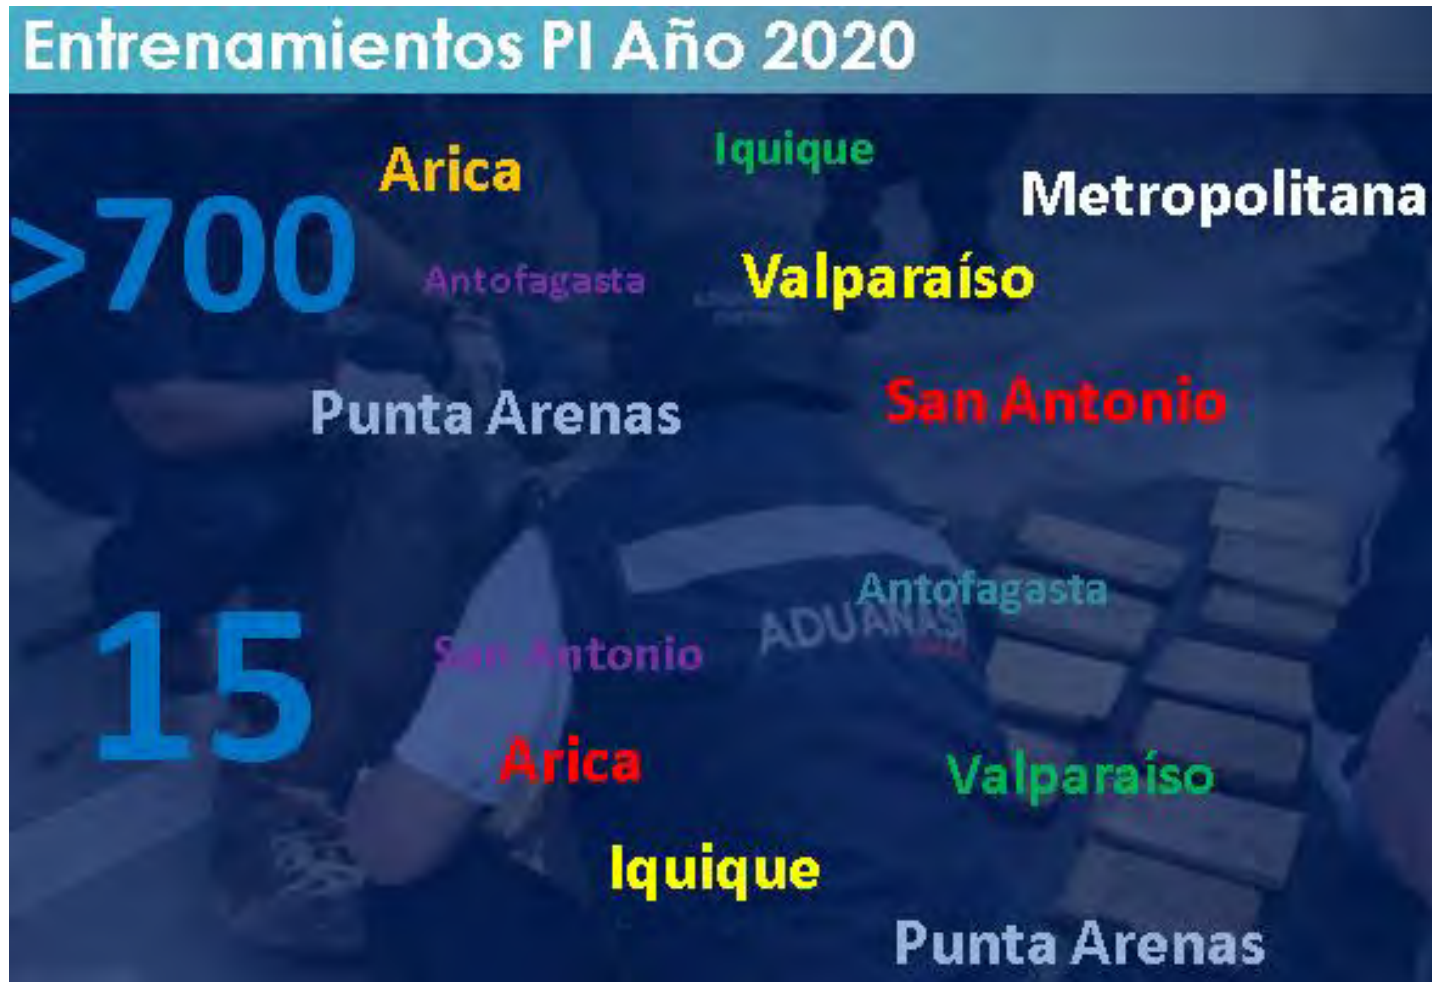 Entrenamientos PI Año 2020
Arica
Iquique
Metropolitana
>700
Antofagasta
Valparaíso
Punta Arenas
San Antonio
Antofagasta
ADUANAS
15
San Antonio
Arica
Valparaíso
Iquique
Punta Arenas